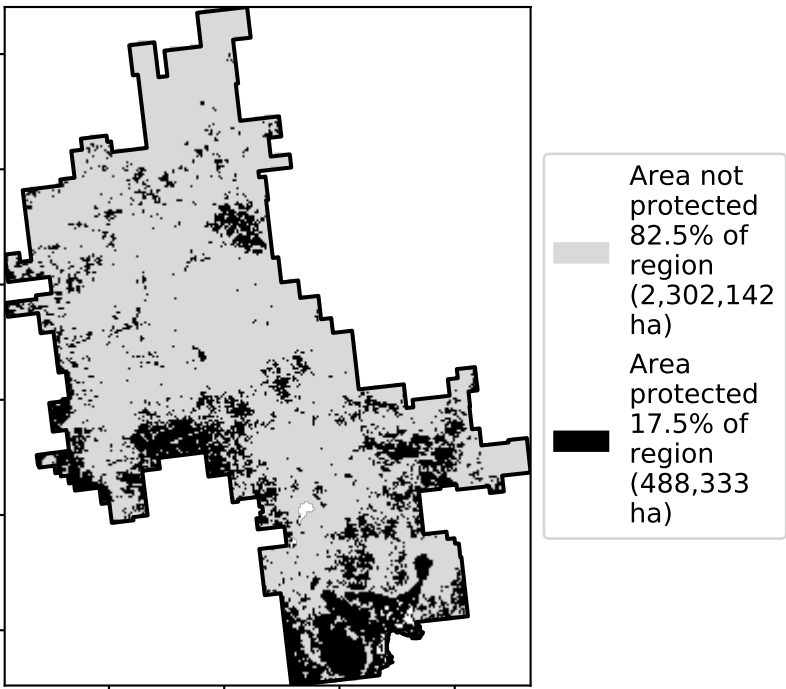 Area not
protected
82.5% of
region
(2,302,142
ha)
Area
protected
17.5% of
region
(488,333
ha)